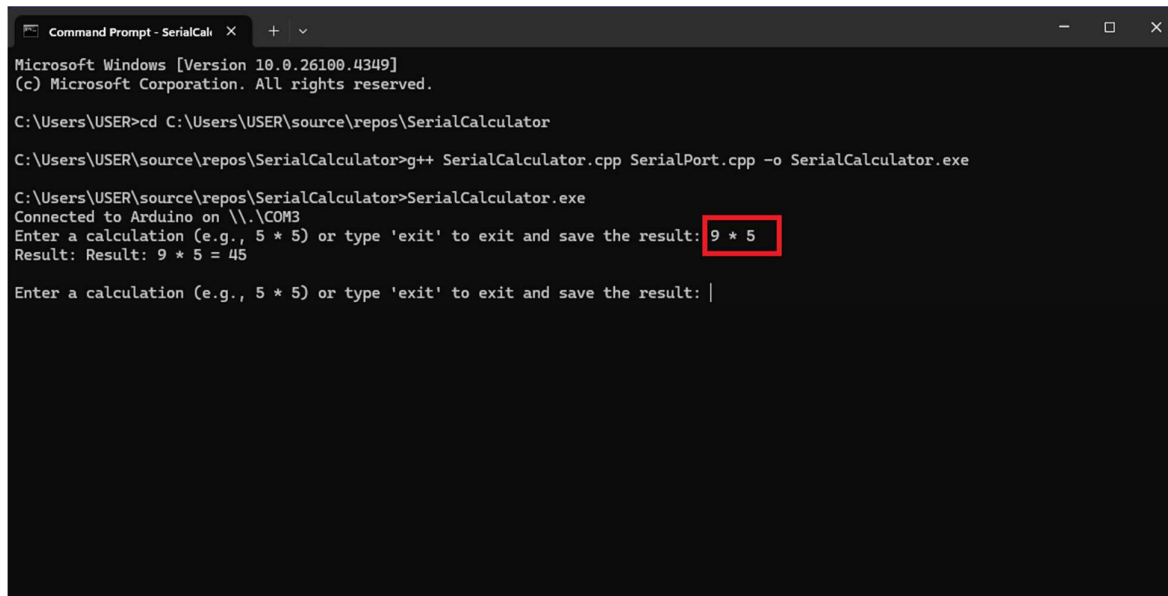 Command Prompt - SerialCal
Microsoft Windows [Version 10.0.26100.4349]
(c) Microsoft Corporation. All rights reserved.
C:\Users\USER>cd C:\Users\USER\source\repos\SerialCalculator
C:\Users\USER\source\repos\SerialCalculator>g++ SerialCalculator.cpp SerialPort.cpp -o SerialCalculator.exe
C:\Users\USER\source\repos\SerialCalculator>SerialCalculator.exe
Connected to Arduino on \\.\COM3
Enter a calculation (e.g., 5 * 5) or type 'exit' to exit and save the result: 9 * 5
Result: Result: 9 * 5 = 45
Enter a calculation (e.g., 5 * 5) or type 'exit' to exit and save the result: